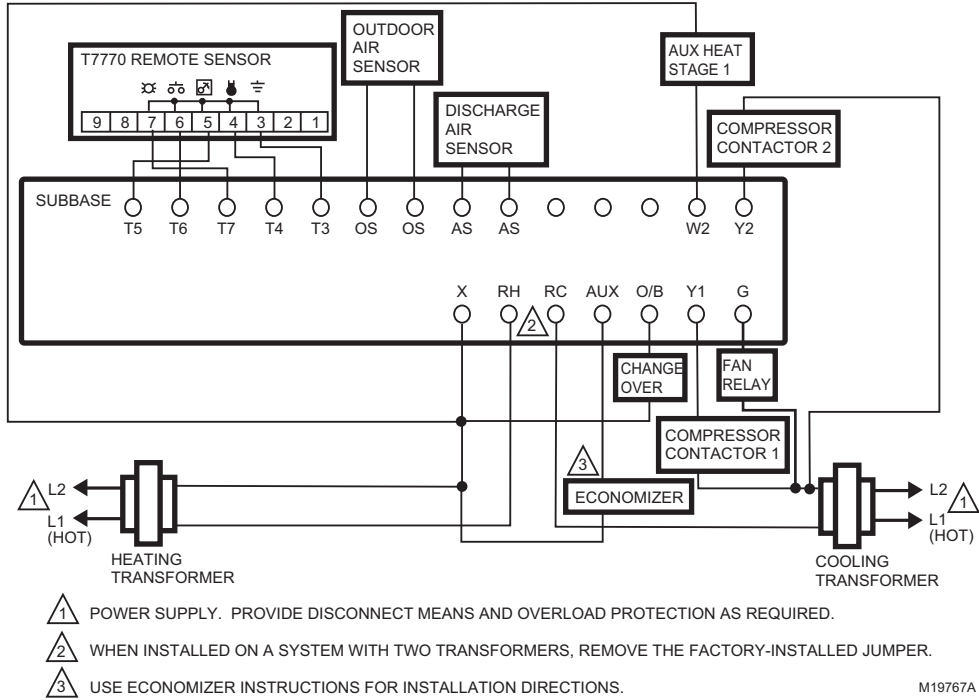 OUTDOOR
AIR
SENSOR
AUX HEAT
STAGE 1
T7770 REMOTE SENSOR
9 8 7 6 5 4 3 2 1
DISCHARGE
AIR
SENSOR
COMPRESSOR
CONTACTOR 2
SUBBASE
T5 T6 T7 T4 T3 OS OS AS AS W2 Y2
X RH RC AUX O/B Y1 G
2
CHANGE
OVER
FAN
RELAY
COMPRESSOR
CONTACTOR 1
3
ECONOMIZER
1
L2
L1
(HOT)
HEATING
TRANSFORMER
L2
1
L1
(HOT)
COOLING
TRANSFORMER
1 POWER SUPPLY. PROVIDE DISCONNECT MEANS AND OVERLOAD PROTECTION AS REQUIRED.
2 WHEN INSTALLED ON A SYSTEM WITH TWO TRANSFORMERS, REMOVE THE FACTORY-INSTALLED JUMPER.
3 USE ECONOMIZER INSTRUCTIONS FOR INSTALLATION DIRECTIONS.
M19767A